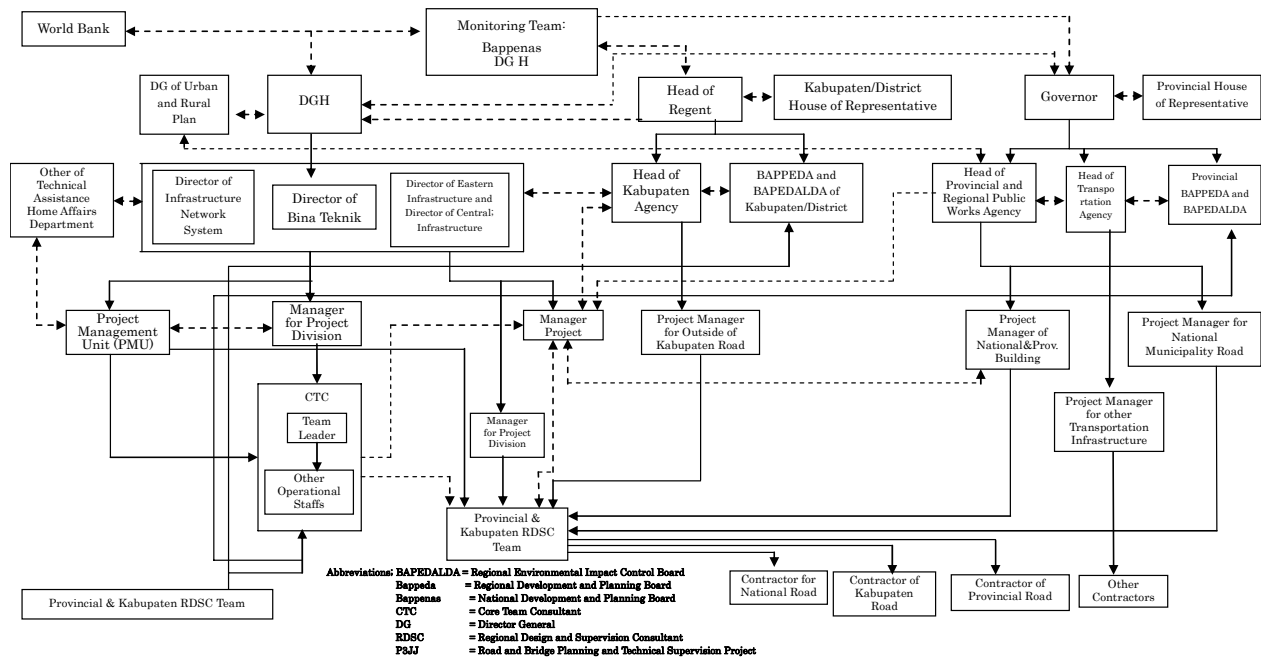 World Bank
Monitoring Team:
Bappenas
DG H
DG of Urban
and Rural
Plan
DGH
Head of
Regent
Kabupaten/District
House of Representative
Governor
Provincial House
of Representative
Other of
Technical
Assistance
Home Affairs
Department
Director of
Infrastructure
Network
System
Director of
Bina Teknik
Director of Eastern
Infrastructure and
Director of Central;
Infrastructure
Head of
Kabupaten
Agency
BAPPEDA and
BAPEDALDA of
Kabupaten/District
Head of
Provincial and
Regional Public
Works Agency
Head of
Transpo
rtation
Agency
Provincial
BAPPEDA and
BAPEDALDA
Project
Management
Unit (PMU)
Manager
for Project
Division
Manager
Project
Project Manager
for Outside of
Kabupaten Road
Project
Manager of
National&Prov.
Building
Project Manager for
National
Municipality Road
CTC
Team
Leader
Other
Operational
Staffs
Manager
for Project
Division
Project Manager
for other
Transportation
Infrastructure
Provincial &
Kabupaten RDSC
Team
Provincial & Kabupaten RDSC Team
Contractor for
National Road
Contractor of
Kabupaten
Road
Contractor of
Provincial Road
Other
Contractors
Abbreviations; BAPEDALDA = Regional Environmental Impact Control Board
Bappeda = Regional Development and Planning Board
Bappenas = National Development and Planning Board
CTC = Core Team Consultant
DG = Director General
RDSC = Regional Design and Supervision Consultant
P3JJ = Road and Bridge Planning and Technical Supervision Project